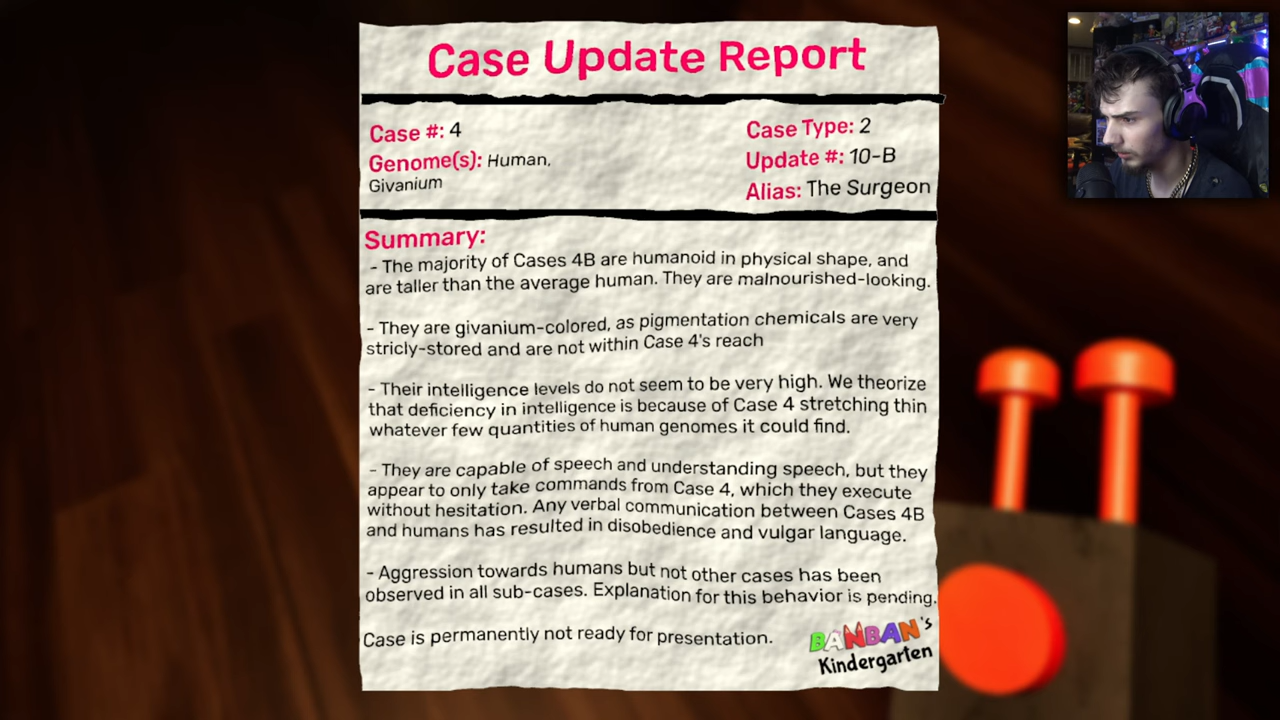 Case Update Report
Case #: 4
Genome(s): Human,
Givanium
Case Type: 2
Update #: 10-B
Alias: The Surgeon
Summary:
- The majority of Cases 4B are humanoid in physical shape, and
are taller than the average human. They are malnourished-looking.
- They are givanium-colored, as pigmentation chemicals are very
stricly-stored and are not within Case 4's reach
- Their intelligence levels do not seem to be very high. We theorize
that deficiency in intelligence is because of Case 4 stretching thin
whatever few quantities of human genomes it could find.
- They are capable of speech and understanding speech, but they
appear to only take commands from Case 4, which they execute
without hesitation. Any verbal communication between Cases 4B
and humans has resulted in disobedience and vulgar language.
- Aggression towards humans but not other cases has been
observed in all sub-cases. Explanation for this behavior is pending.
Case is permanently not ready for presentation.
BANBAN's
Kindergarten